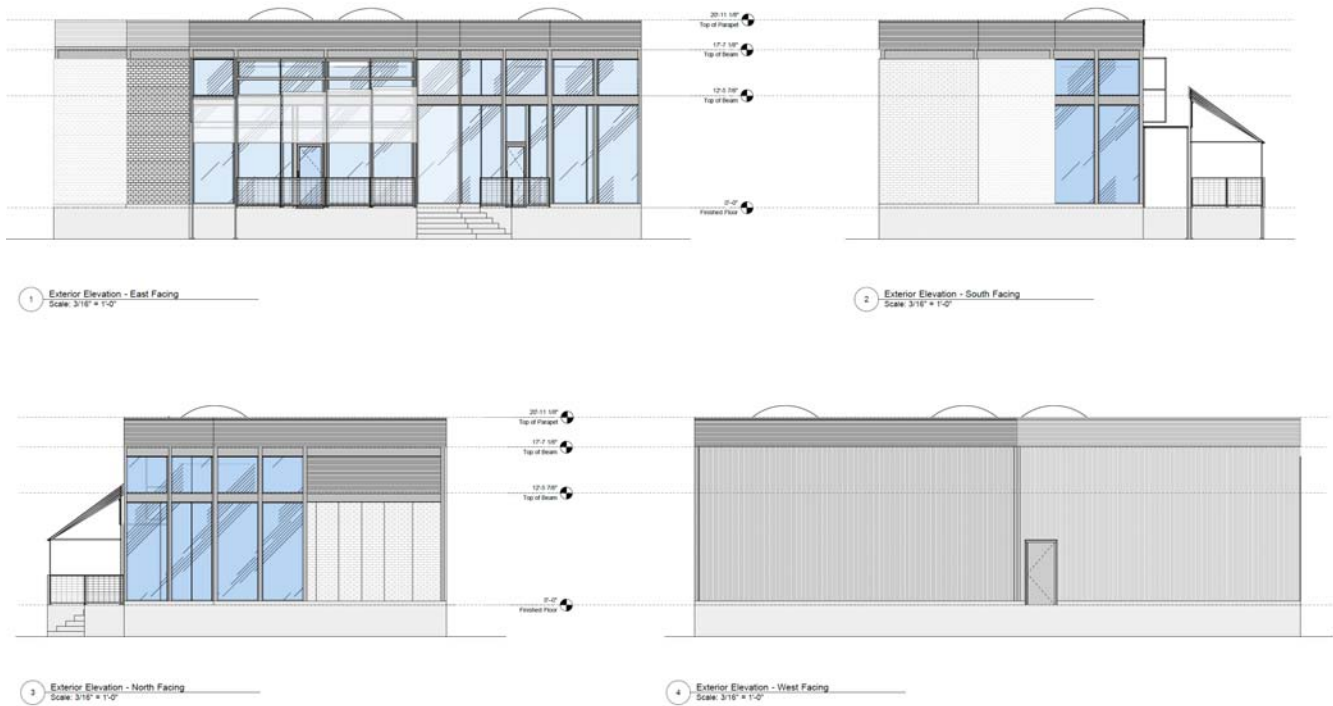 20'-11 1/8"
Top of Parapet
17'-7 1/8"
Top of Beam
12'-5 7/8"
Top of Beam
0'-0"
Finished Floor
1 Exterior Elevation - East Facing
Scale: 3/16" = 1'-0"
2 Exterior Elevation - South Facing
Scale: 3/16" = 1'-0"
20'-11 1/8"
Top of Parapet
17'-7 1/8"
Top of Beam
12'-5 7/8"
Top of Beam
0'-0"
Finished Floor
3 Exterior Elevation - North Facing
Scale: 3/16" = 1'-0"
4 Exterior Elevation - West Facing
Scale: 3/16" = 1'-0"